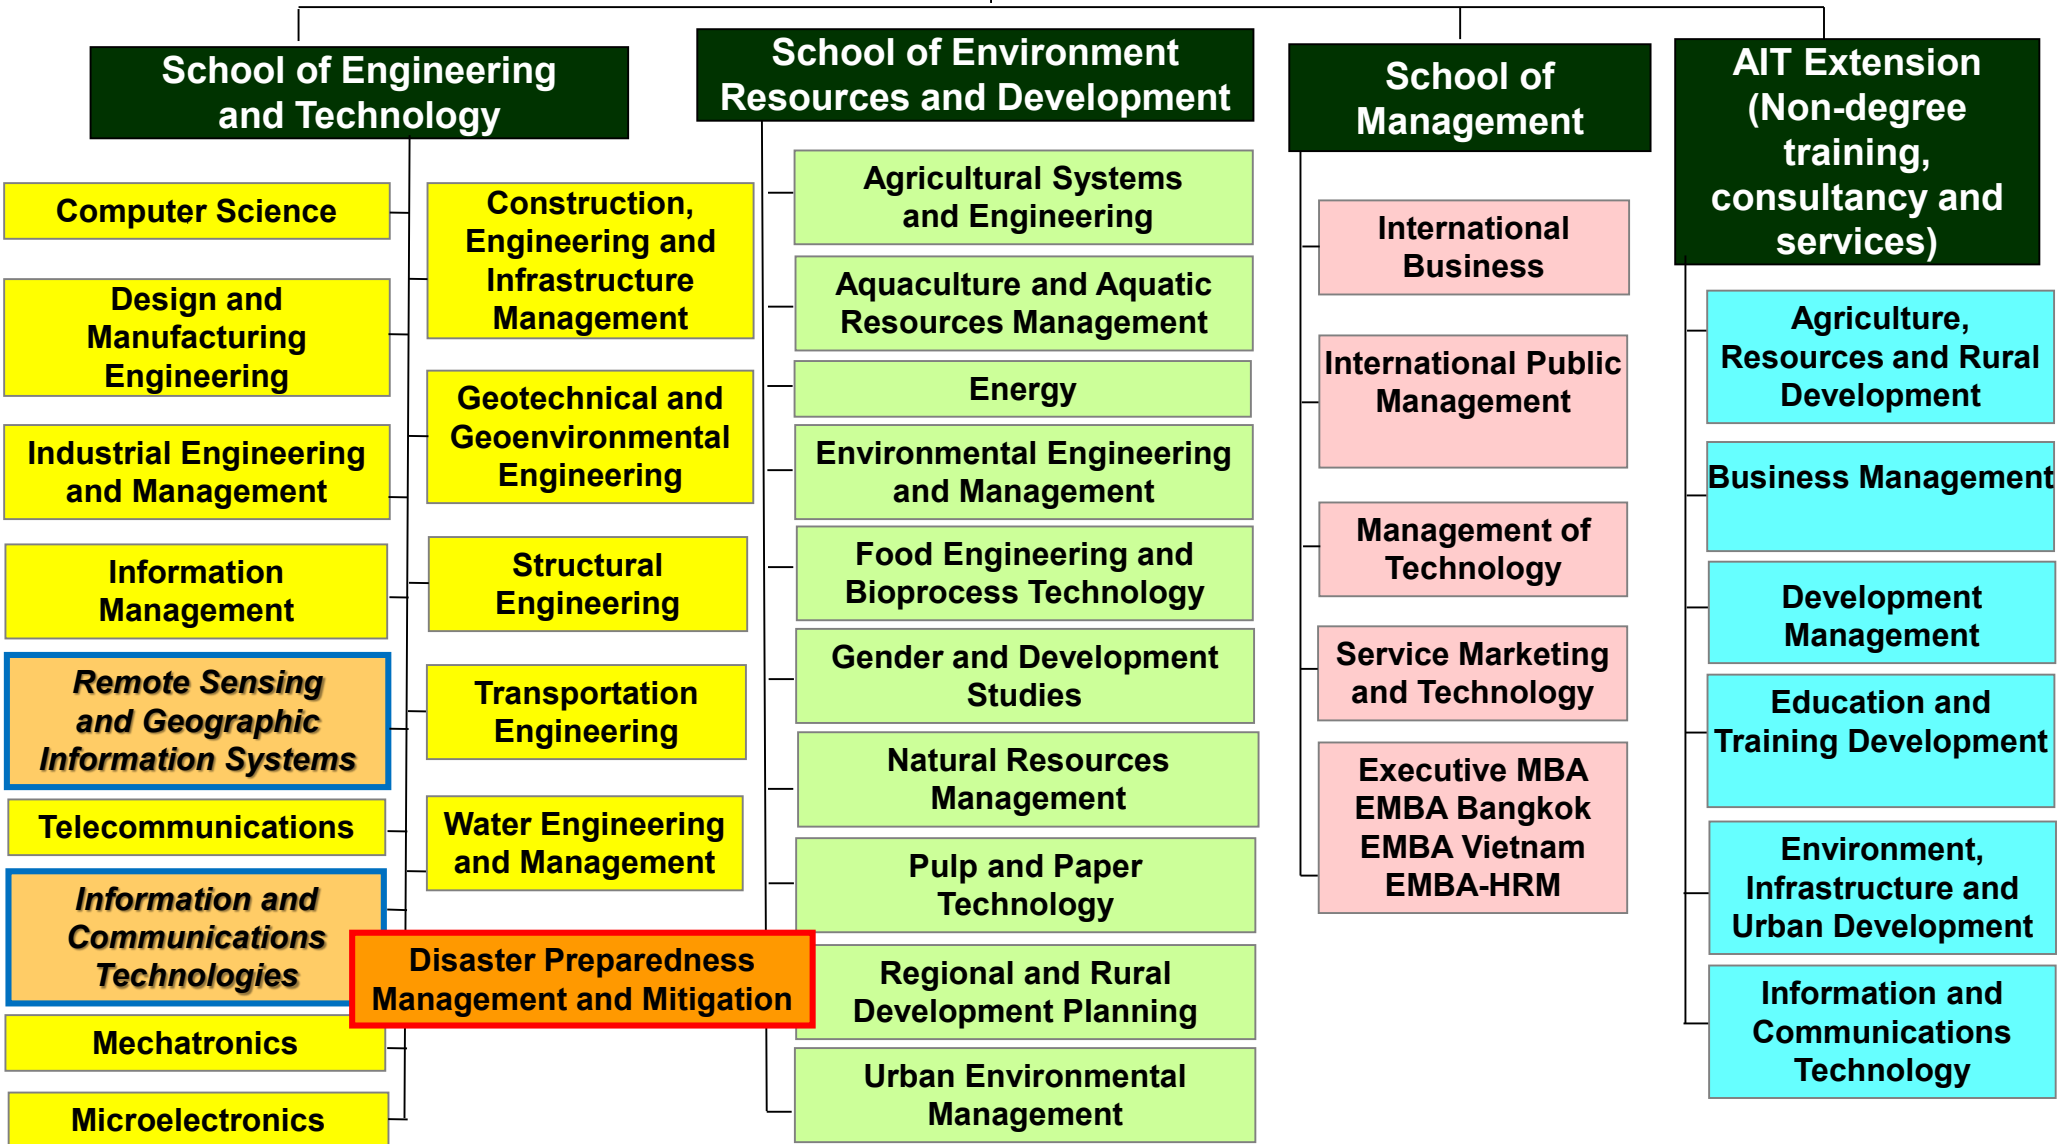 School of Engineering
and Technology
Computer Science
Design and
Manufacturing
Engineering
Industrial Engineering
and Management
Information
Management
Remote Sensing
and Geographic
Information Systems
Telecommunications
Information and
Communications
Technologies
Mechatronics
Microelectronics
Construction,
Engineering and
Infrastructure
Management
Geotechnical and
Geoenvironmental
Engineering
Structural
Engineering
Transportation
Engineering
Water Engineering
and Management
Disaster Preparedness
Management and Mitigation
School of Environment
Resources and Development
Agricultural Systems
and Engineering
Aquaculture and Aquatic
Resources Management
Energy
Environmental Engineering
and Management
Food Engineering and
Bioprocess Technology
Gender and Development
Studies
Natural Resources
Management
Pulp and Paper
Technology
Regional and Rural
Development Planning
Urban Environmental
Management
School of
Management
International
Business
International Public
Management
Management of
Technology
Service Marketing
and Technology
Executive MBA
EMBA Bangkok
EMBA Vietnam
EMBA-HRM
AIT Extension
(Non-degree
training,
consultancy and
services)
Agriculture,
Resources and Rural
Development
Business Management
Development
Management
Education and
Training Development
Environment,
Infrastructure and
Urban Development
Information and
Communications
Technology